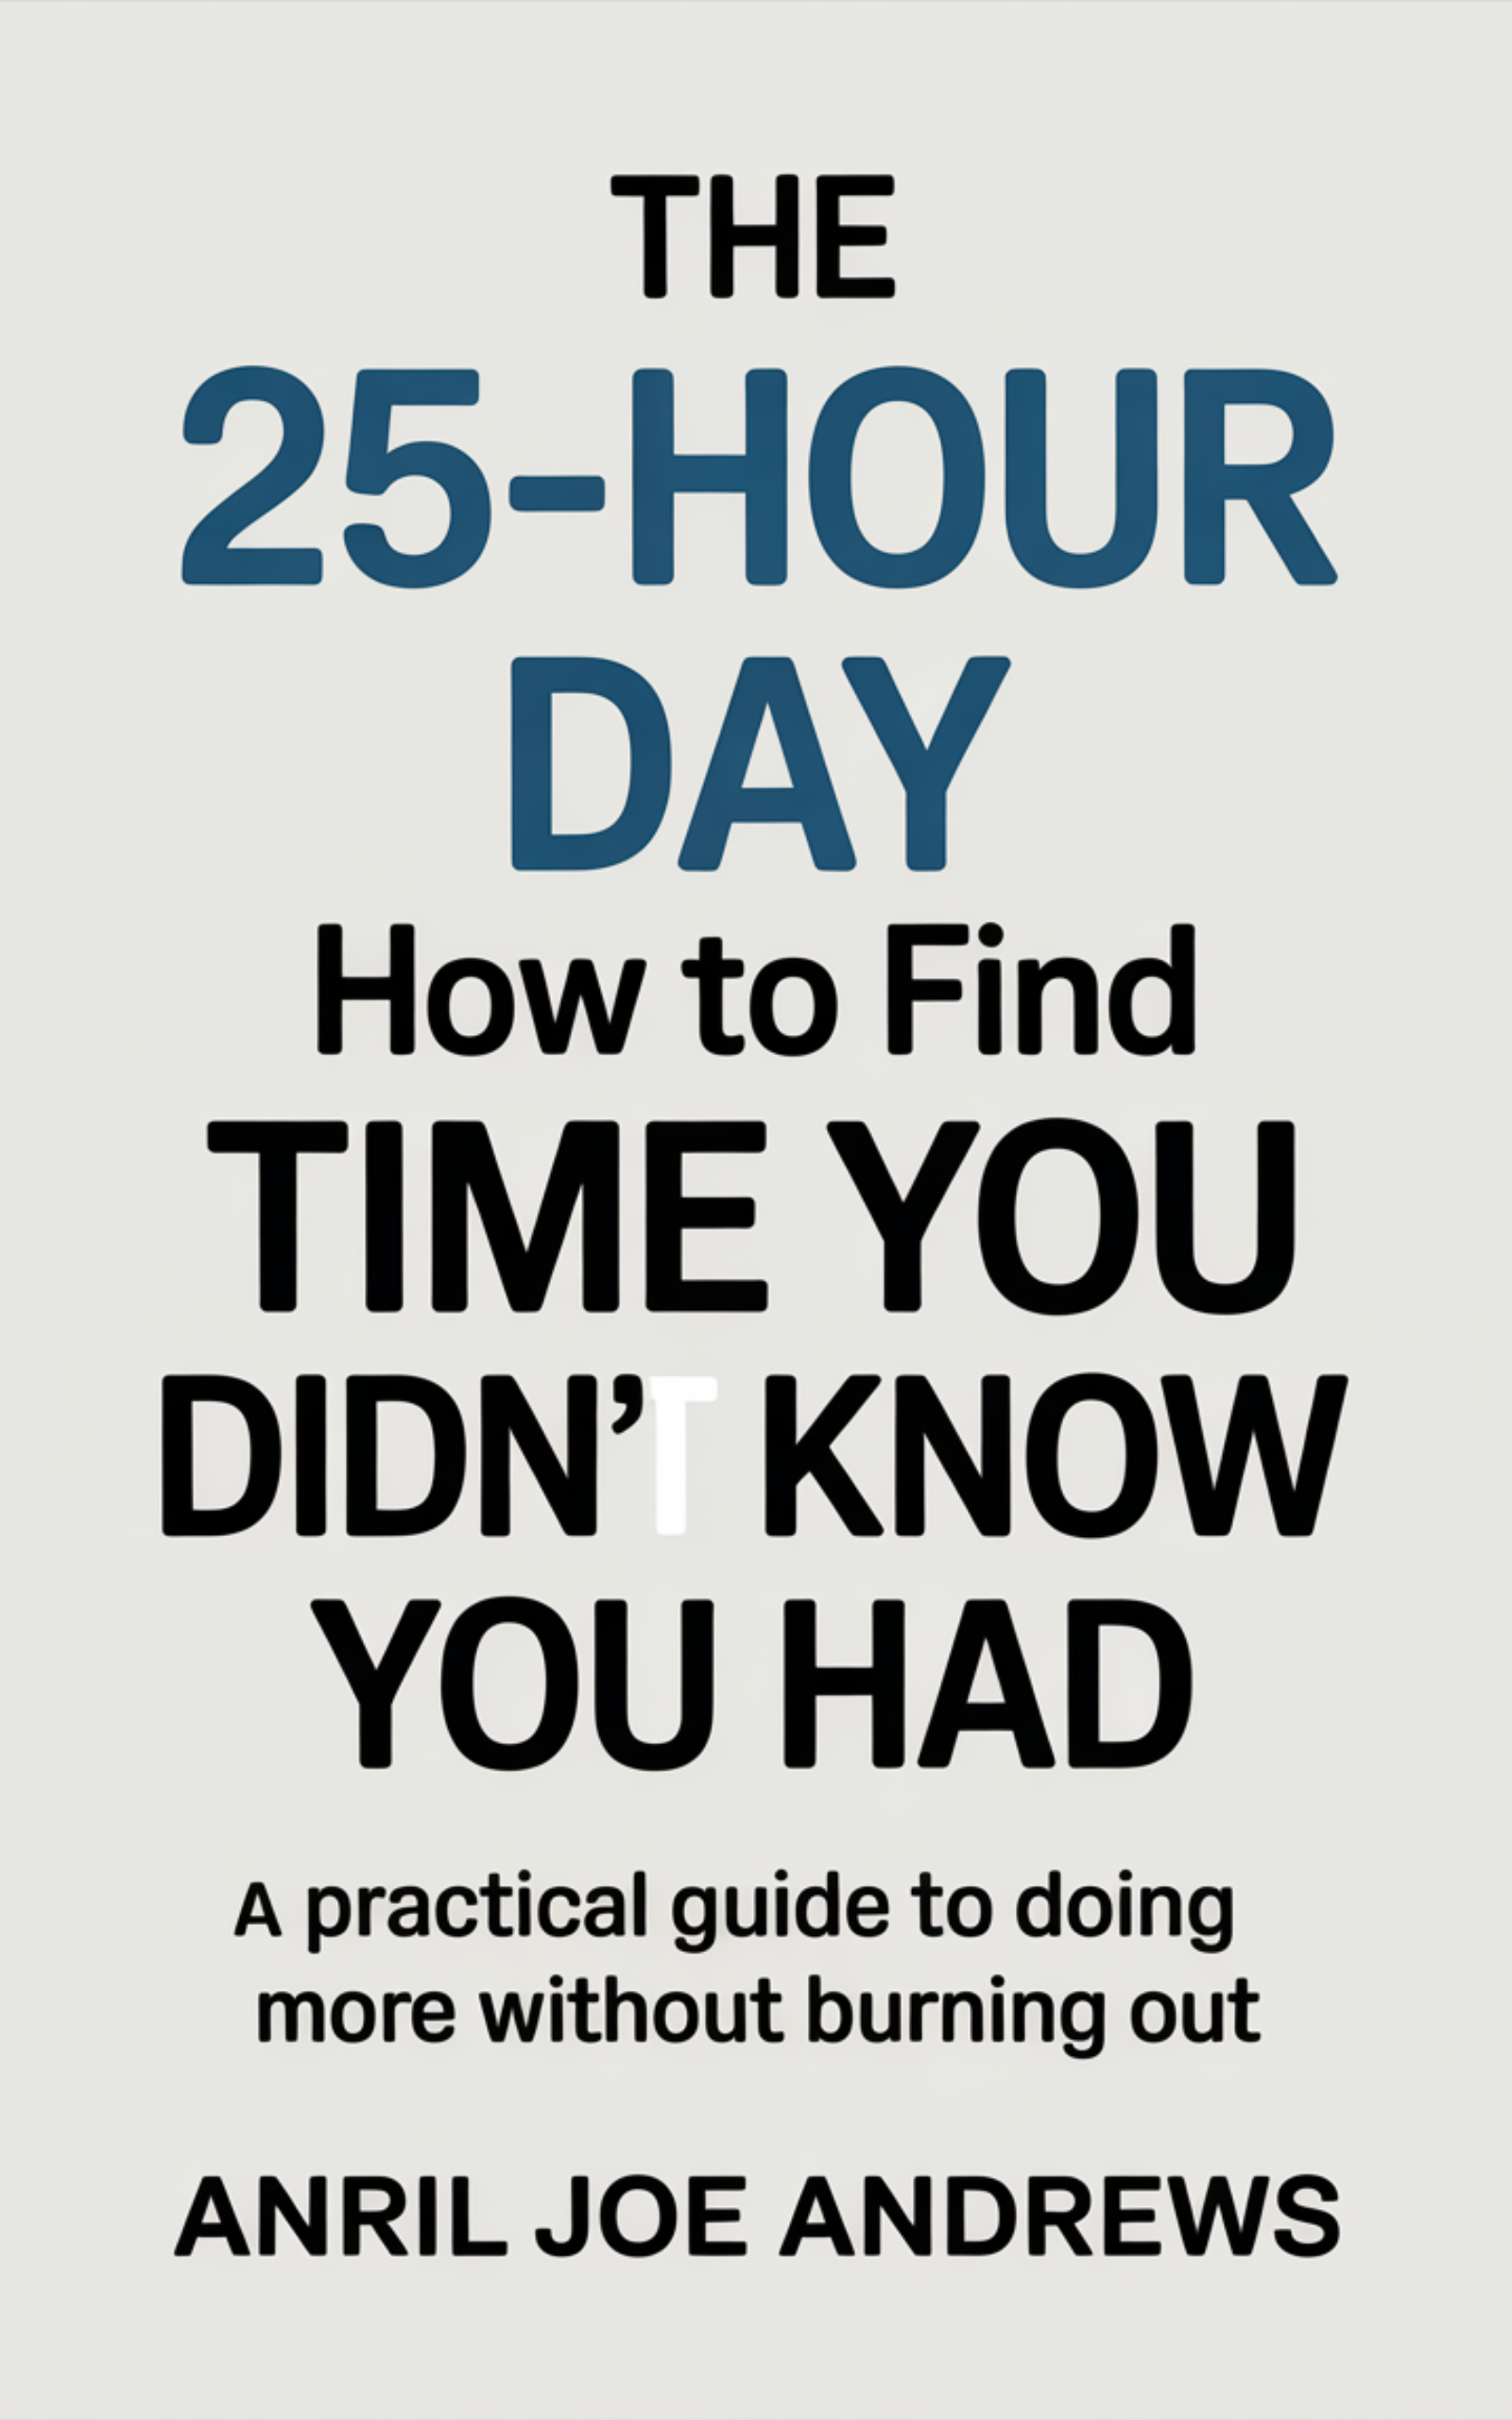 THE
25-HOUR
DAY
How to Find
TIME YOU
DIDN’T KNOW
YOU HAD
A practical guide to doing
more without burning out
ANRIL JOE ANDREWS